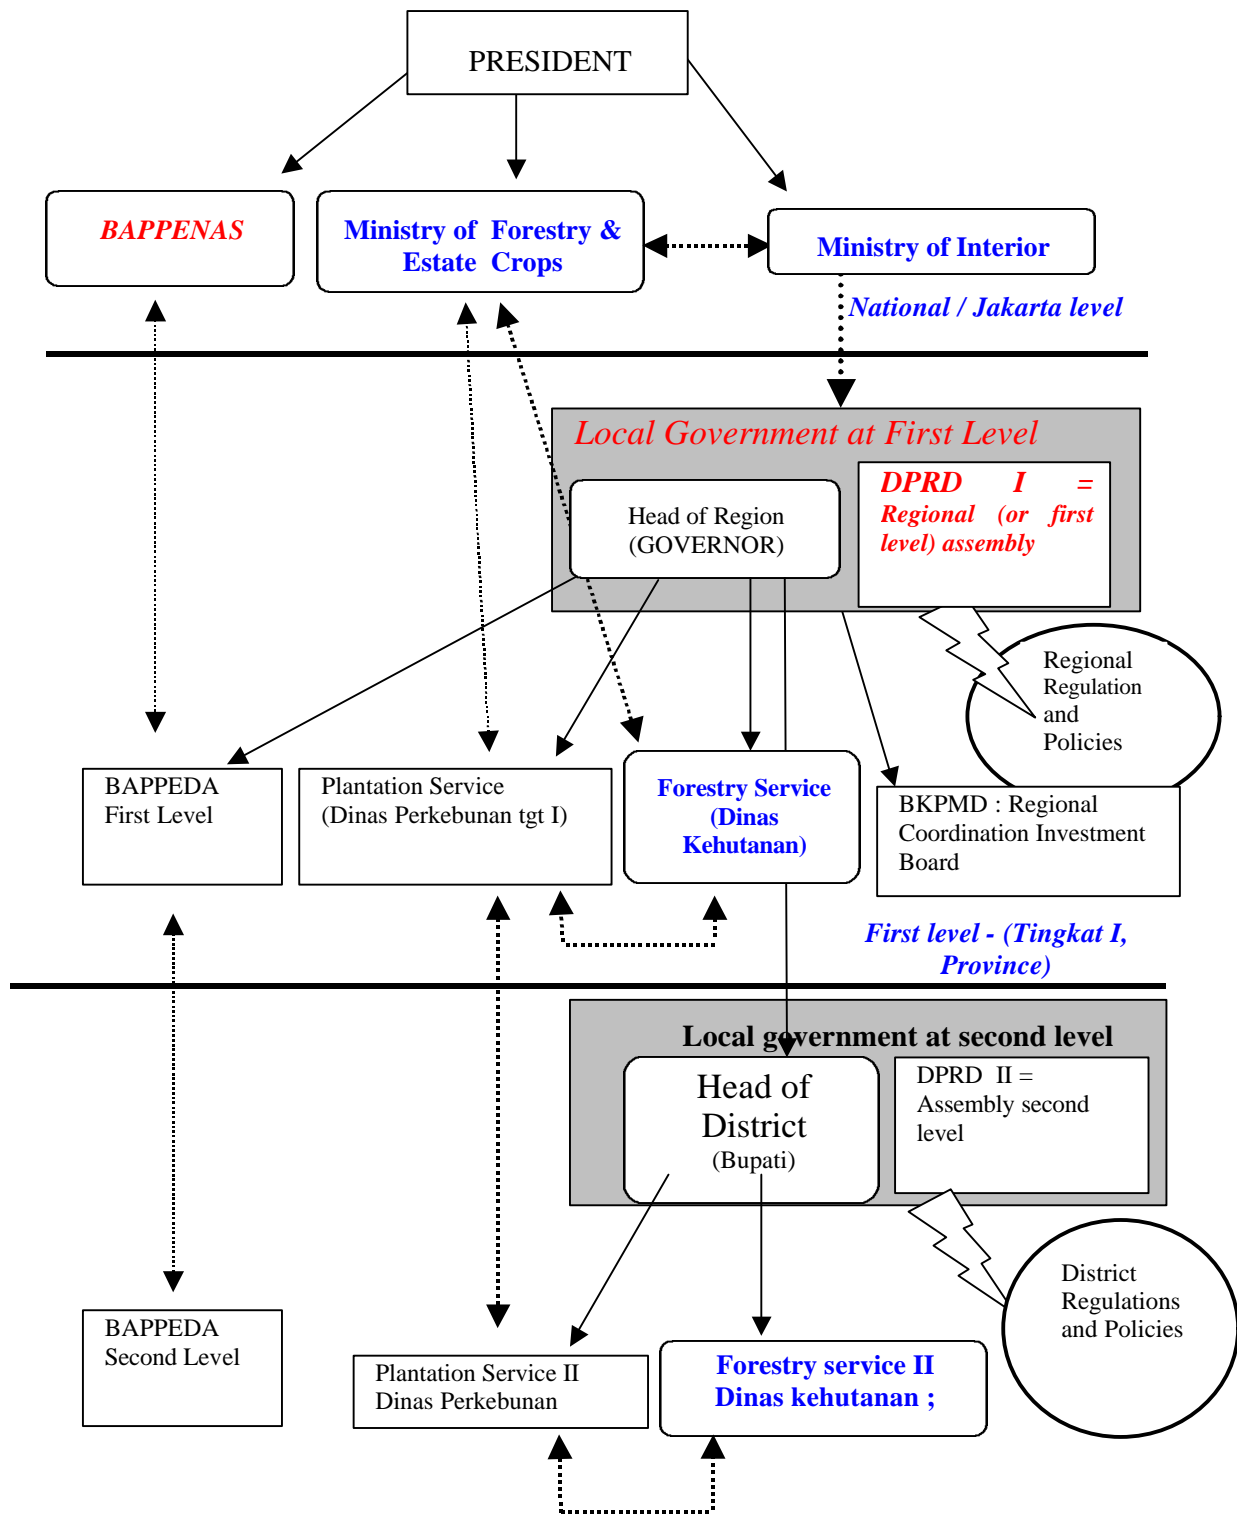 PRESIDENT
BAPPENAS
Ministry of Forestry &
Estate Crops
Ministry of Interior
National / Jakarta level
Local Government at First Level
Head of Region
(GOVERNOR)
DPRD I =
Regional (or first
level) assembly
Regional
Regulation
and
Policies
BAPPEDA
First Level
Plantation Service
(Dinas Perkebunan tgt I)
Forestry Service
(Dinas
Kehutanan)
BKPMD : Regional
Coordination Investment
Board
First level - (Tingkat I,
Province)
Local government at second level
Head of
District
(Bupati)
DPRD II =
Assembly second
level
District
Regulations
and Policies
BAPPEDA
Second Level
Plantation Service II
Dinas Perkebunan
Forestry service II
Dinas kehutanan ;